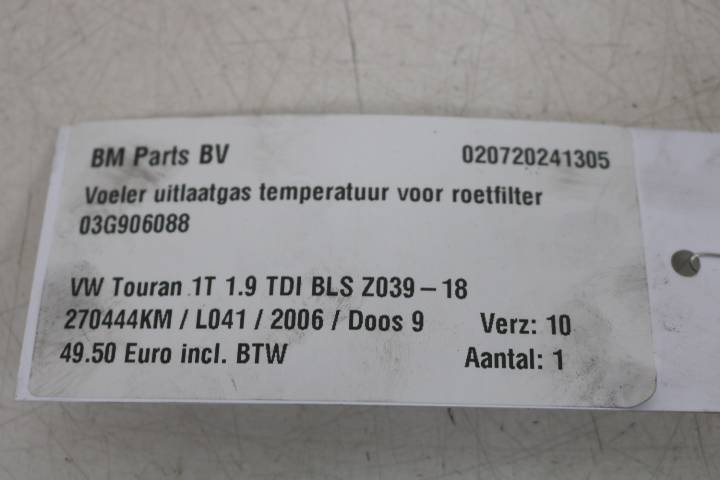 BM Parts BV 020720241305
Voeler uitlaatgas temperatuur voor roetfilter
03G906088
VW Touran 1T 1.9 TDI BLS Z039-18
270444KM / L041 / 2006 / Doos 9 Verz: 10
49.50 Euro incl. BTW Aantal: 1